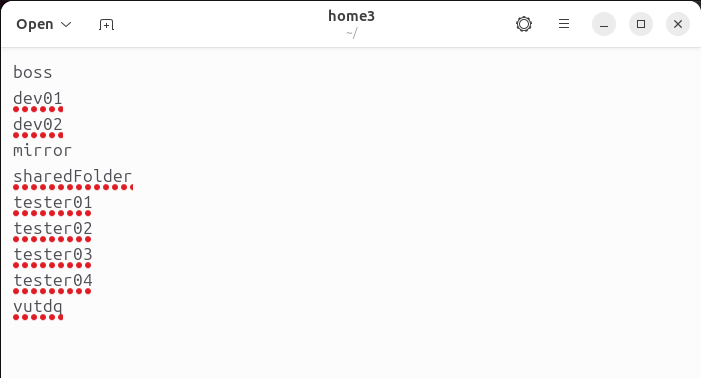 Open
home3
~/
boss
dev01
dev02
mirror
sharedFolder
tester01
tester02
tester03
tester04
vutdq